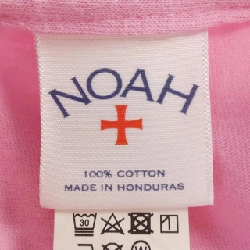 NOAH
100% COTTON
MADE IN HONDURAS
30